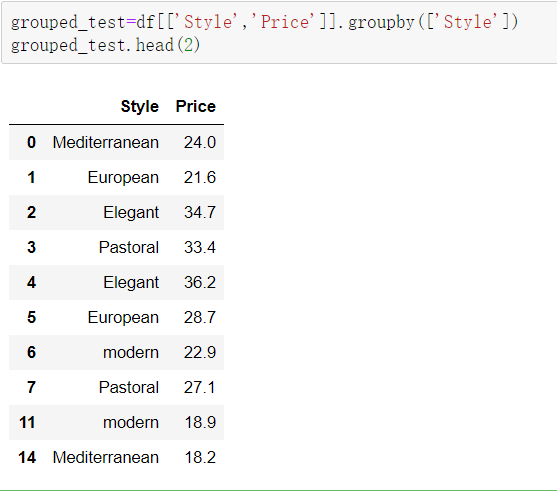 grouped_test=df[['Style','Price']].groupby(['Style'])
grouped_test.head(2)
Style Price
0 Mediterranean 24.0
1 European 21.6
2 Elegant 34.7
3 Pastoral 33.4
4 Elegant 36.2
5 European 28.7
6 modern 22.9
7 Pastoral 27.1
11 modern 18.9
14 Mediterranean 18.2